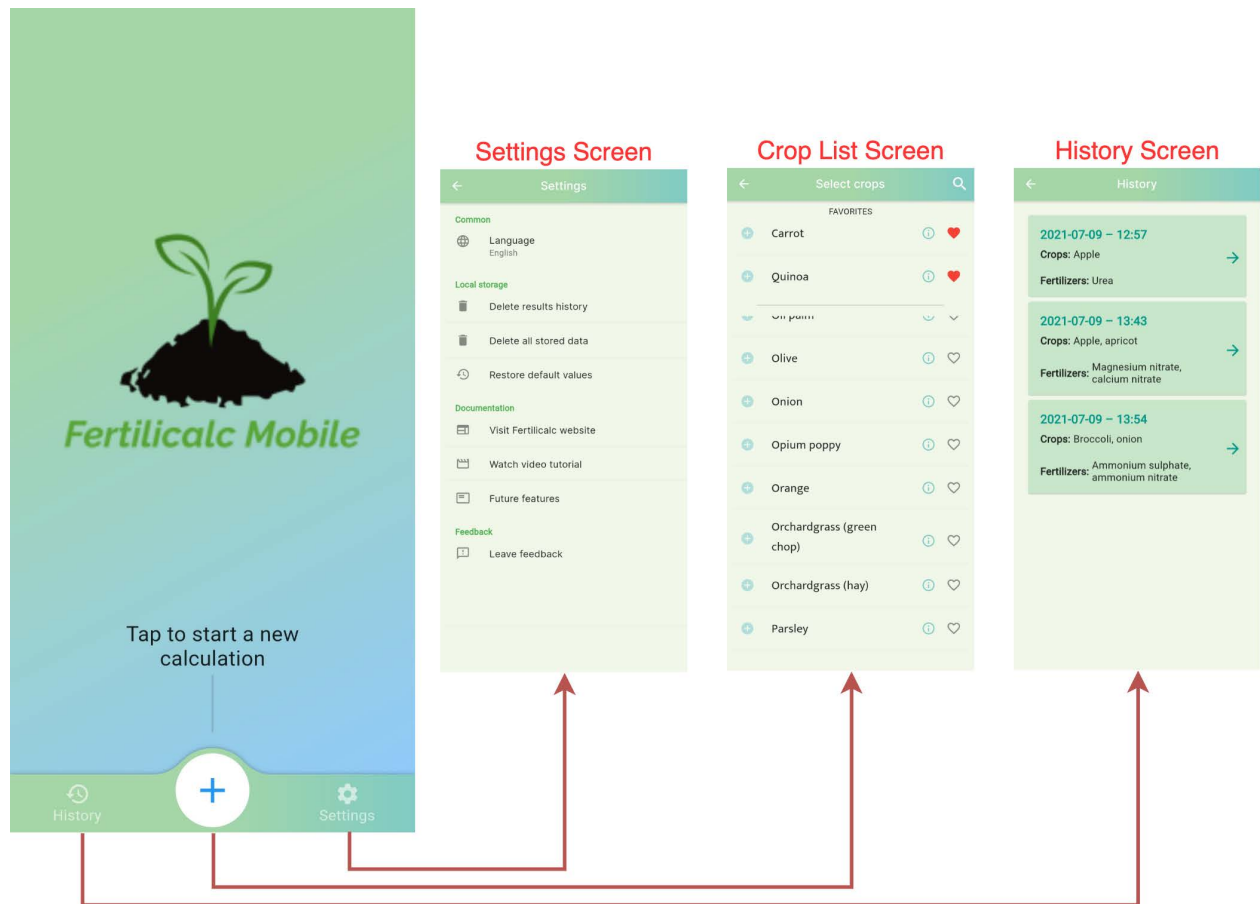 Fertilicalc Mobile
Tap to start a new
calculation
History
Settings
Settings Screen
Settings
Common
Language
English
Local storage
Delete results history
Delete all stored data
Restore default values
Documentation
Visit Fertilicalc website
Watch video tutorial
Future features
Feedback
Leave feedback
Crop List Screen
Select crops
FAVORITES
Carrot
Quinoa
Oil palm
Olive
Onion
Opium poppy
Orange
Orchardgrass (green
chop)
Orchardgrass (hay)
Parsley
History Screen
History
2021-07-09 – 12:57
Crops: Apple
Fertilizers: Urea
2021-07-09 – 13:43
Crops: Apple, apricot
Fertilizers: Magnesium nitrate,
calcium nitrate
2021-07-09 – 13:54
Crops: Broccoli, onion
Fertilizers: Ammonium sulphate,
ammonium nitrate